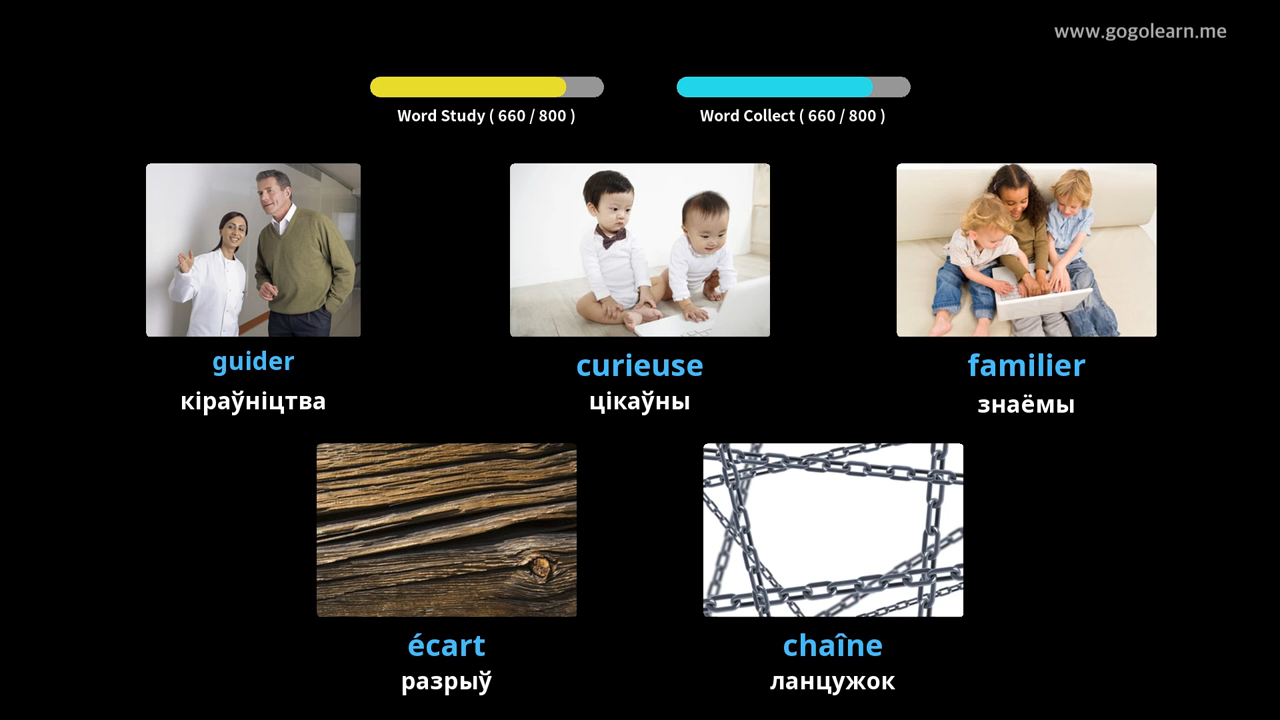 www.gogolearn.me
Word Study ( 660 / 800 )
Word Collect ( 660 / 800 )
guider
кіраўніцтва
curieuse
цікаўны
familier
знаёмы
écart
разрыў
chaîne
ланцужок